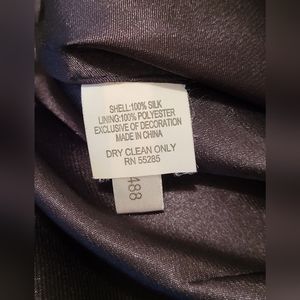 SHELL:100% SILK
LINING:100% POLYESTER
EXCLUSIVE OF DECORATION
MADE IN CHINA
DRY CLEAN ONLY
RN 55285
488